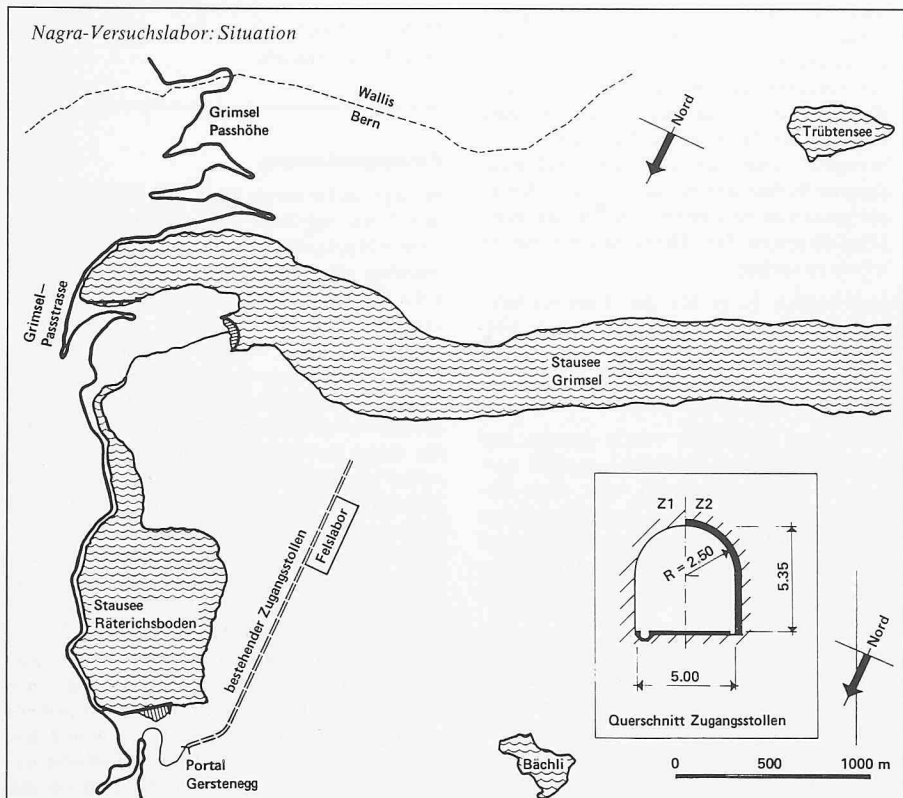 Nagra-Versuchslabor: Situation
Wallis
Bern
Grimsel
Passhöhe
Nord
Trübtensee
Grimsel–
Passstrasse
Stausee
Grimsel
bestehender Zugangsstollen
Felslabor
Stausee
Räterichsboden
Z1 Z2
R = 2.50
5.35
5.00
Querschnitt Zugangsstollen
Nord
Portal
Gerstenegg
Bächli
0 500 1000 m